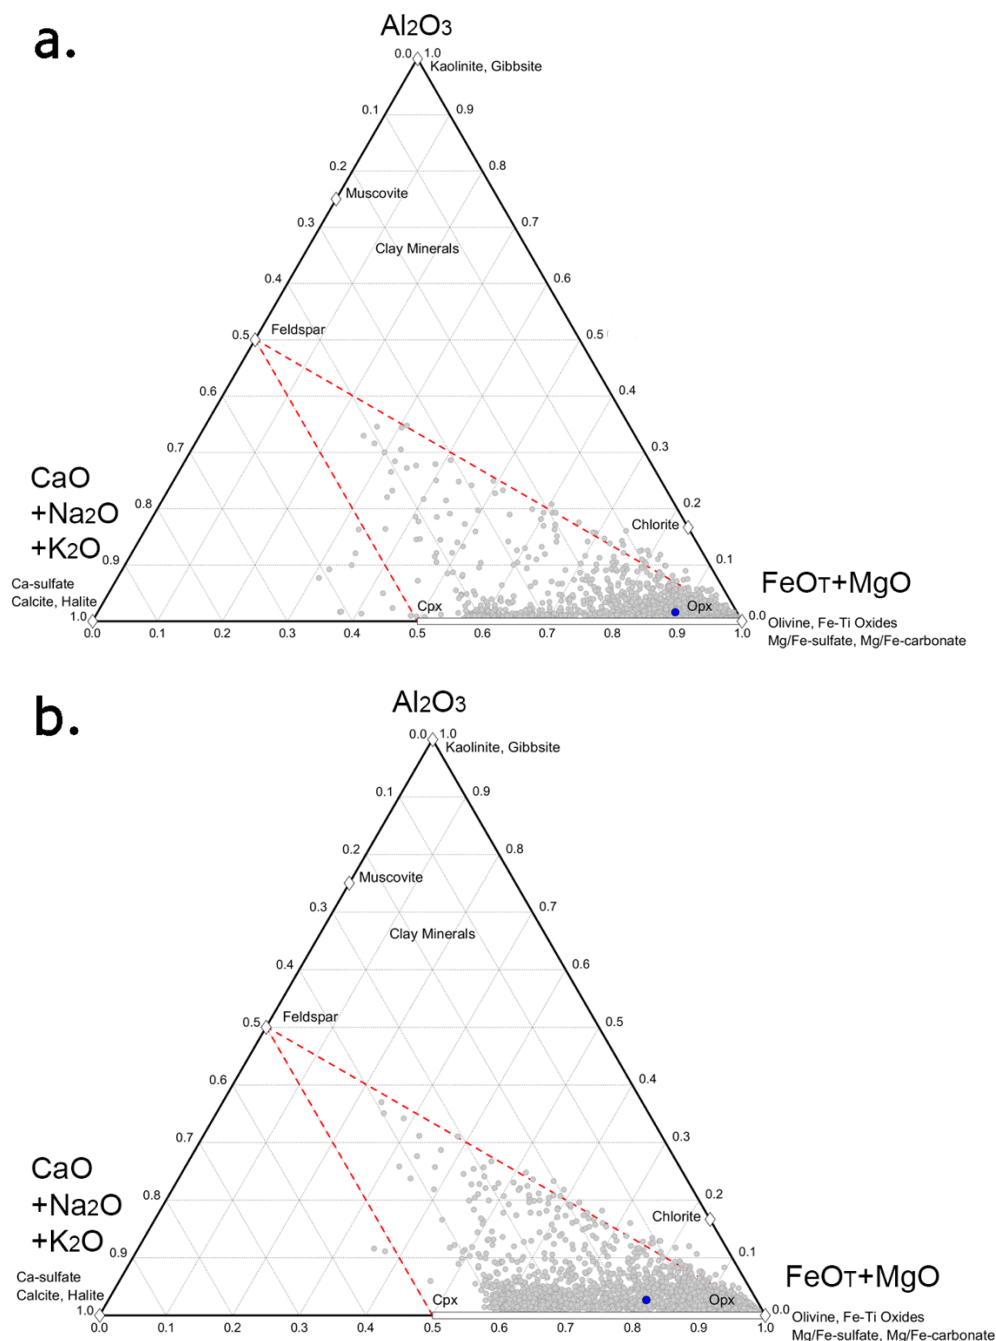 a.
Al2O3
0.0 1.0
Kaolinite, Gibbsite
0.1 0.9
0.2 0.8
Muscovite
0.3 0.7
Clay Minerals
0.4 0.6
Feldspar
0.5 0.5
0.6 0.4
0.7 0.3
CaO
+Na2O
+K2O
0.8 0.2
Chlorite
0.9 0.1
FeOT+MgO
Ca-sulfate
Calcite, Halite
Cpx
Opx
1.0 0.0
Olivine, Fe-Ti Oxides
Mg/Fe-sulfate, Mg/Fe-carbonate
0.0 0.1 0.2 0.3 0.4 0.5 0.6 0.7 0.8 0.9 1.0
b.
Al2O3
0.0 1.0
Kaolinite, Gibbsite
0.1 0.9
0.2 0.8
Muscovite
0.3 0.7
Clay Minerals
0.4 0.6
Feldspar
0.5 0.5
0.6 0.4
0.7 0.3
CaO
+Na2O
+K2O
0.8 0.2
Chlorite
0.9 0.1
FeOT+MgO
Ca-sulfate
Calcite, Halite
Cpx
Opx
1.0 0.0
Olivine, Fe-Ti Oxides
Mg/Fe-sulfate, Mg/Fe-carbonate
0.0 0.1 0.2 0.3 0.4 0.5 0.6 0.7 0.8 0.9 1.0